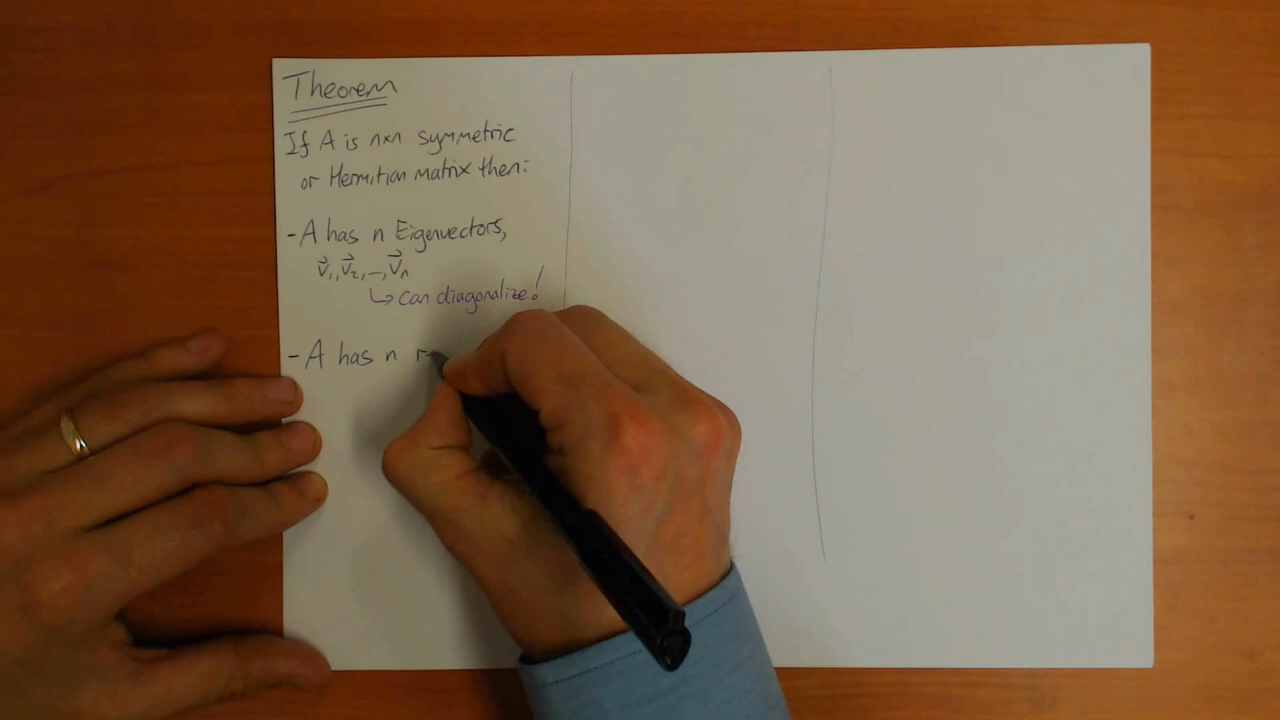 Theorem
If A is n×n symmetric
or Hermitian matrix then:
- A has n Eigenvectors,
v⃗₁, v⃗₂, ..., v⃗ₙ
↳ can diagonalize!
- A has n r